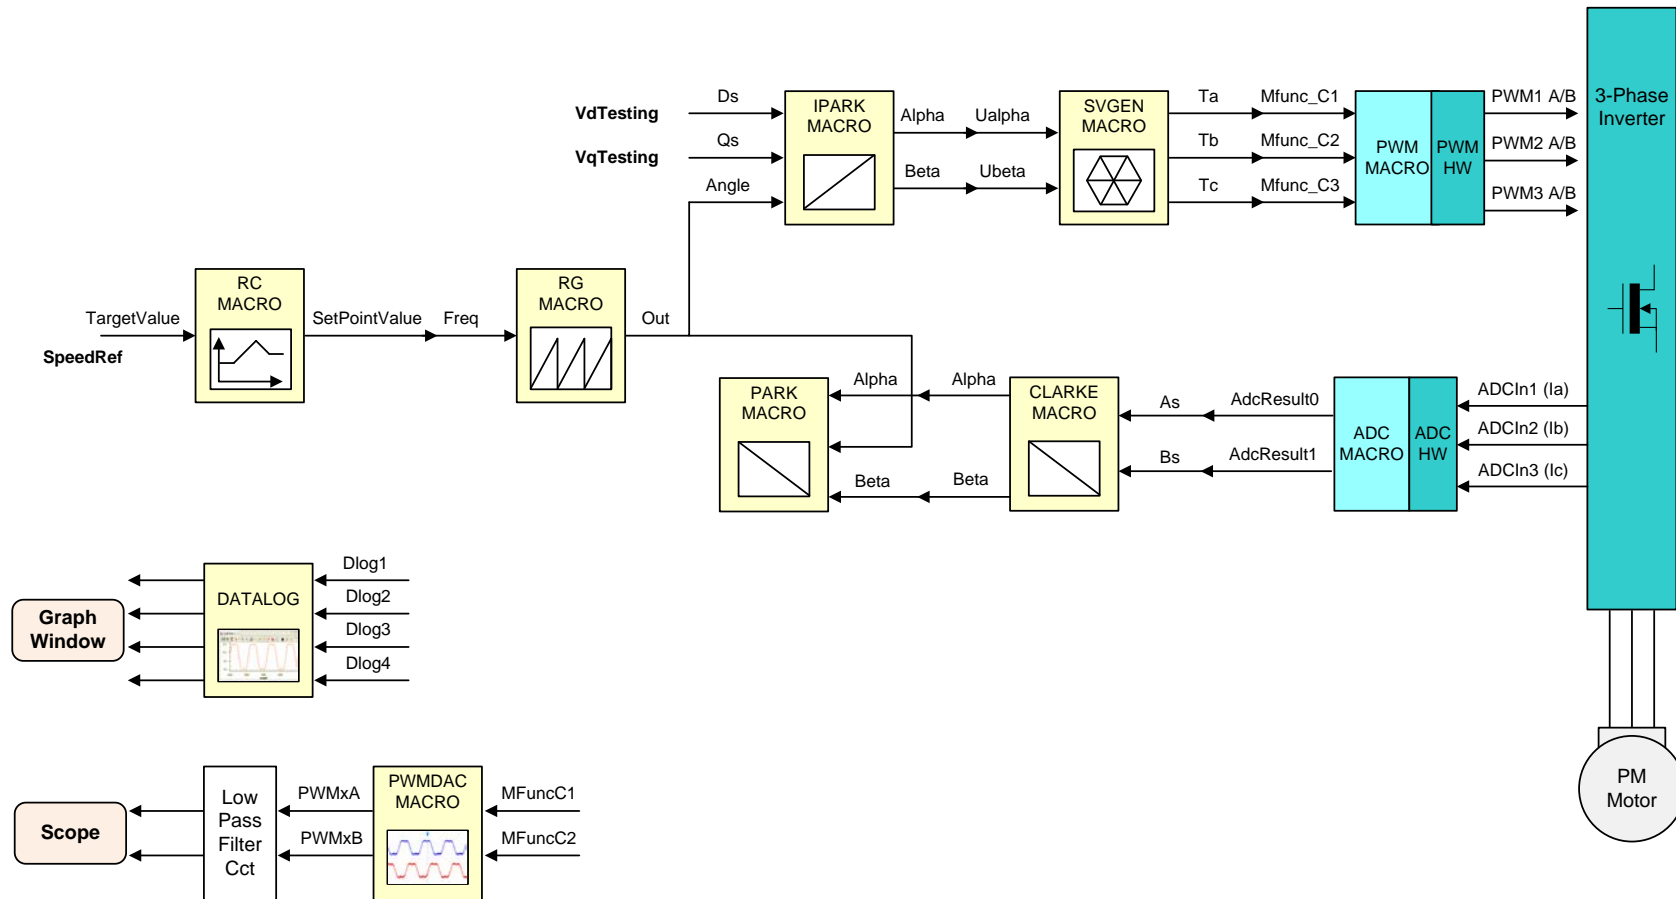 Ds
VdTesting
Qs
VqTesting
Angle
IPARK
MACRO
Alpha
Ualpha
Beta
Ubeta
SVGEN
MACRO
Ta
Mfunc_C1
Tb
Mfunc_C2
Tc
Mfunc_C3
PWM
MACRO
PWM
HW
PWM1 A/B
PWM2 A/B
PWM3 A/B
3-Phase
Inverter
TargetValue
SpeedRef
RC
MACRO
SetPointValue
Freq
RG
MACRO
Out
PARK
MACRO
Alpha
Alpha
Beta
Beta
CLARKE
MACRO
As
AdcResult0
Bs
AdcResult1
ADC
MACRO
ADC
HW
ADCIn1 (Ia)
ADCIn2 (Ib)
ADCIn3 (Ic)
Graph
Window
DATALOG
Dlog1
Dlog2
Dlog3
Dlog4
Scope
Low
Pass
Filter
Cct
PWMxA
PWMxB
PWMDAC
MACRO
MFuncC1
MFuncC2
PM
Motor